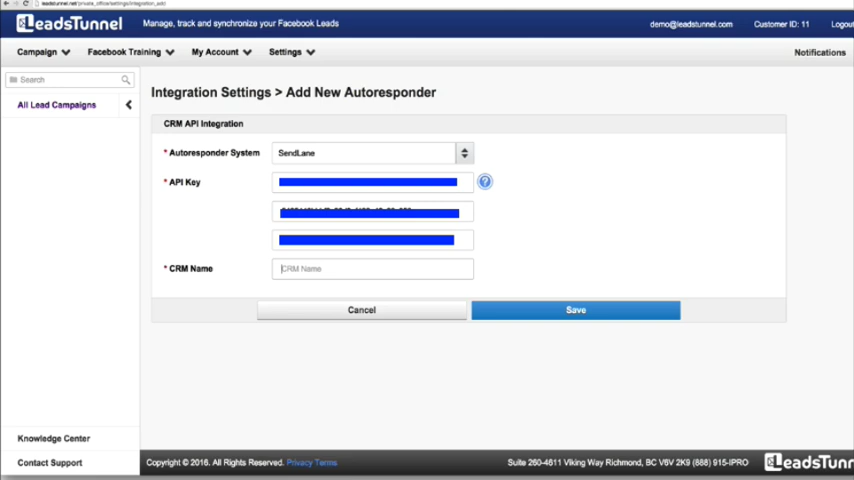 leadstunnel.net/private_office/settings/integration_add
LeadsTunnel
Manage, track and synchronize your Facebook Leads
demo@leadstunnel.com
Customer ID: 11
Logout
Campaign
Facebook Training
My Account
Settings
Notifications
Search
All Lead Campaigns
Integration Settings > Add New Autoresponder
CRM API Integration
* Autoresponder System
SendLane
* API Key
?
* CRM Name
CRM Name
Cancel
Save
Knowledge Center
Contact Support
Copyright © 2016. All Rights Reserved. Privacy Terms.
Suite 260-4611 Viking Way Richmond, BC V6V 2K9 (888) 915-IPRO
LeadsTunn